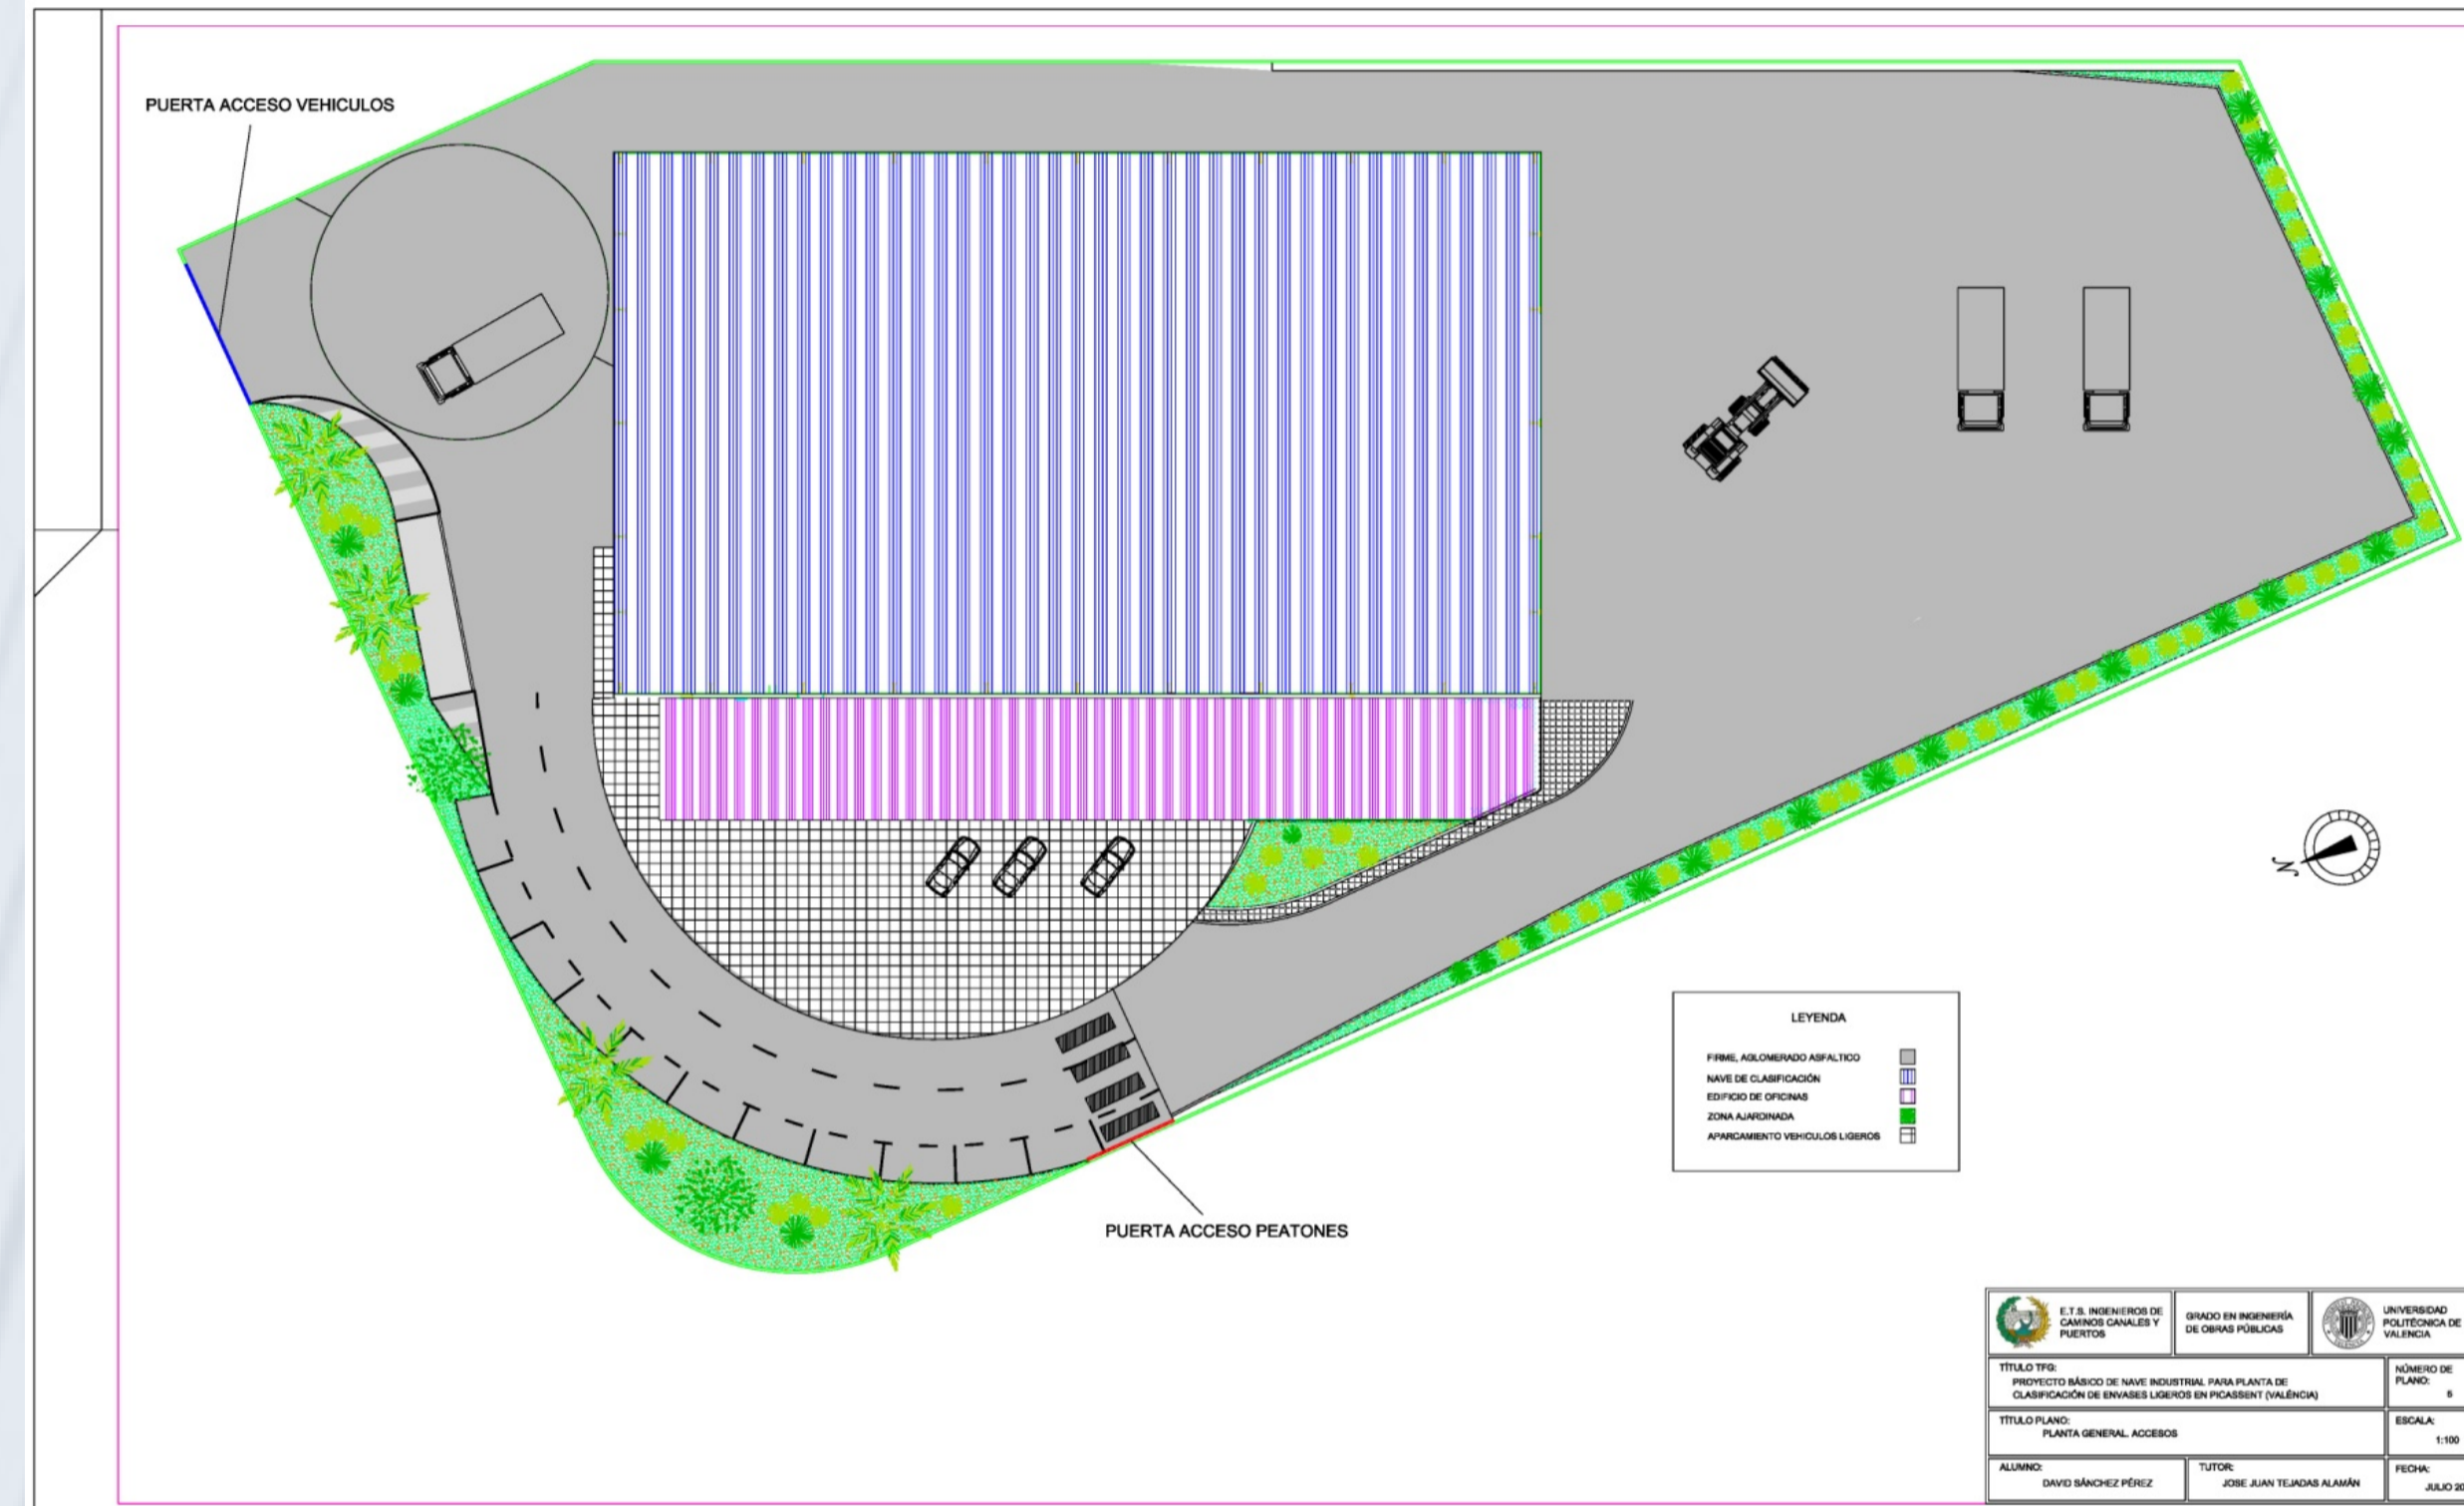 PUERTA ACCESO VEHICULOS
N
LEYENDA
FIRME, AGLOMERADO ASFALTICO
NAVE DE CLASIFICACIÓN
EDIFICIO DE OFICINAS
ZONA AJARDINADA
APARCAMIENTO VEHICULOS LIGEROS
PUERTA ACCESO PEATONES
E.T.S. INGENIEROS DE
CAMINOS CANALES Y
PUERTOS
GRADO EN INGENIERÍA
DE OBRAS PÚBLICAS
UNIVERSIDAD
POLITÉCNICA DE
VALENCIA
TÍTULO TFG:
PROYECTO BÁSICO DE NAVE INDUSTRIAL PARA PLANTA DE
CLASIFICACIÓN DE ENVASES LIGEROS EN PICASSENT (VALÉNCIA)
NÚMERO DE
PLANO:
TÍTULO PLANO:
PLANTA GENERAL. ACCESOS
ESCALA:
1:100
ALUMNO:
DAVID SÁNCHEZ PÉREZ
TUTOR:
JOSE JUAN TEJADAS ALAMÁN
FECHA:
JULIO